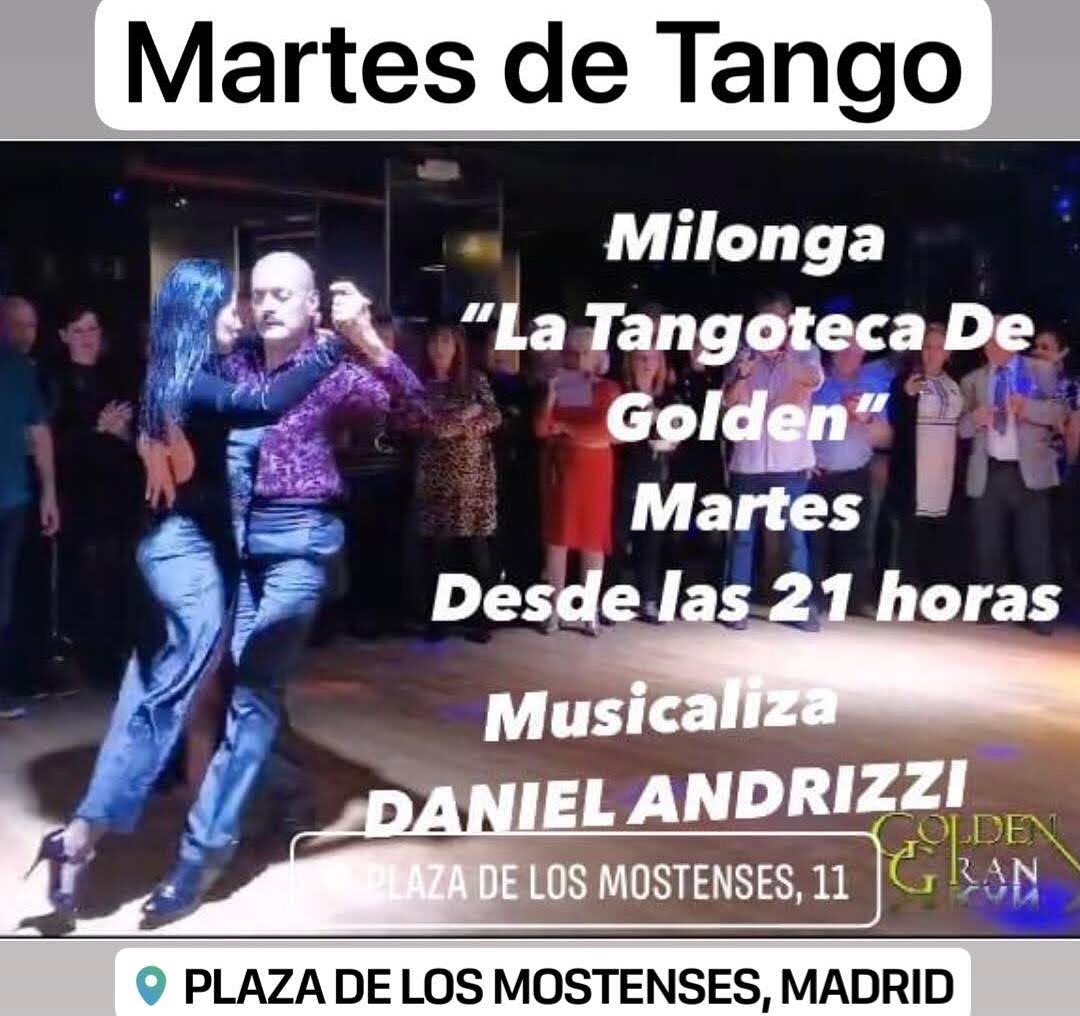 Martes de Tango
Milonga
"La Tangoteca De
Golden"
Martes
Desde las 21 horas
Musicaliza
DANIEL ANDRIZZI
PLAZA DE LOS MOSTENSES, 11
GOLDEN
GRAN
PLAZA DE LOS MOSTENSES, MADRID